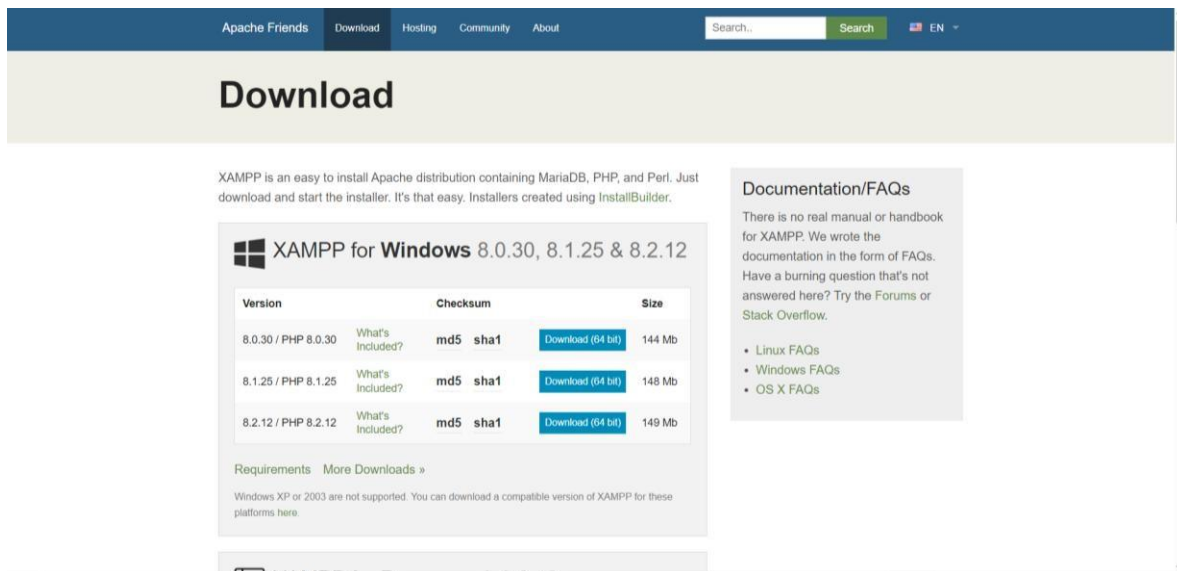 Apache Friends Download Hosting Community About Search.. Search EN
Download
XAMPP is an easy to install Apache distribution containing MariaDB, PHP, and Perl. Just
download and start the installer. It's that easy. Installers created using InstallBuilder.
XAMPP for Windows 8.0.30, 8.1.25 & 8.2.12
Version Checksum Size
8.0.30 / PHP 8.0.30 What's Included? md5 sha1 Download (64 bit) 144 Mb
8.1.25 / PHP 8.1.25 What's Included? md5 sha1 Download (64 bit) 148 Mb
8.2.12 / PHP 8.2.12 What's Included? md5 sha1 Download (64 bit) 149 Mb
Requirements More Downloads »
Windows XP or 2003 are not supported. You can download a compatible version of XAMPP for these
platforms here.
Documentation/FAQs
There is no real manual or handbook
for XAMPP. We wrote the
documentation in the form of FAQs.
Have a burning question that's not
answered here? Try the Forums or
Stack Overflow.
• Linux FAQs
• Windows FAQs
• OS X FAQs